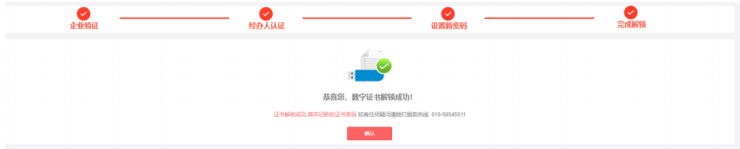 企业验证
经办人认证
设置新密码
完成解锁
恭喜您，数字证书解锁成功！
证书解锁成功,其牢记新的证书密码.如有任何疑问请拨打服务热线: 010-58545511
确认